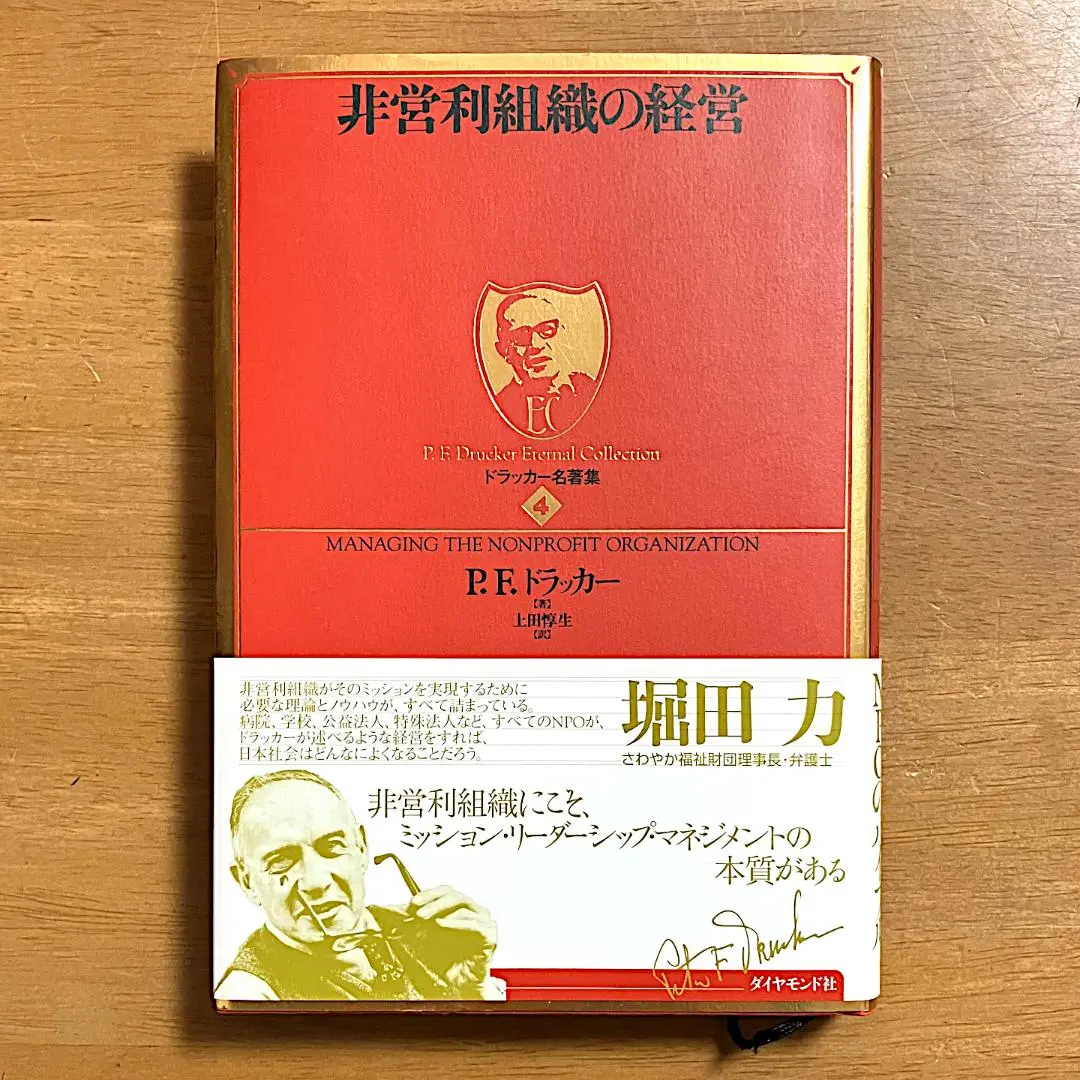 非営利組織の経営
EC
P. F. Drucker Eternal Collection
ドラッカー名著集
4
MANAGING THE NONPROFIT ORGANIZATION
P. F. ドラッカー
[著]
上田惇生
[訳]
非営利組織がそのミッションを実現するために
必要な理論とノウハウが、すべて詰まっている。
病院、学校、公益法人、特殊法人など、すべてのNPOが、
ドラッカーが述べるような経営をすれば、
日本社会はどんなによくなることだろう。
堀田 力
さわやか福祉財団理事長・弁護士
非営利組織にこそ、
ミッション・リーダーシップ・マネジメントの
本質がある
Peter F. Drucker
ダイヤモンド社